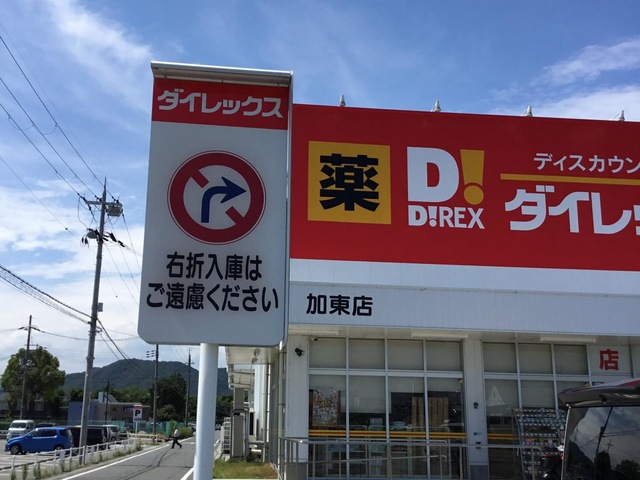 ダイレックス
右折入庫は
ご遠慮ください
薬
D!
D!REX
ディスカウン
ダイレッ
加東店
店